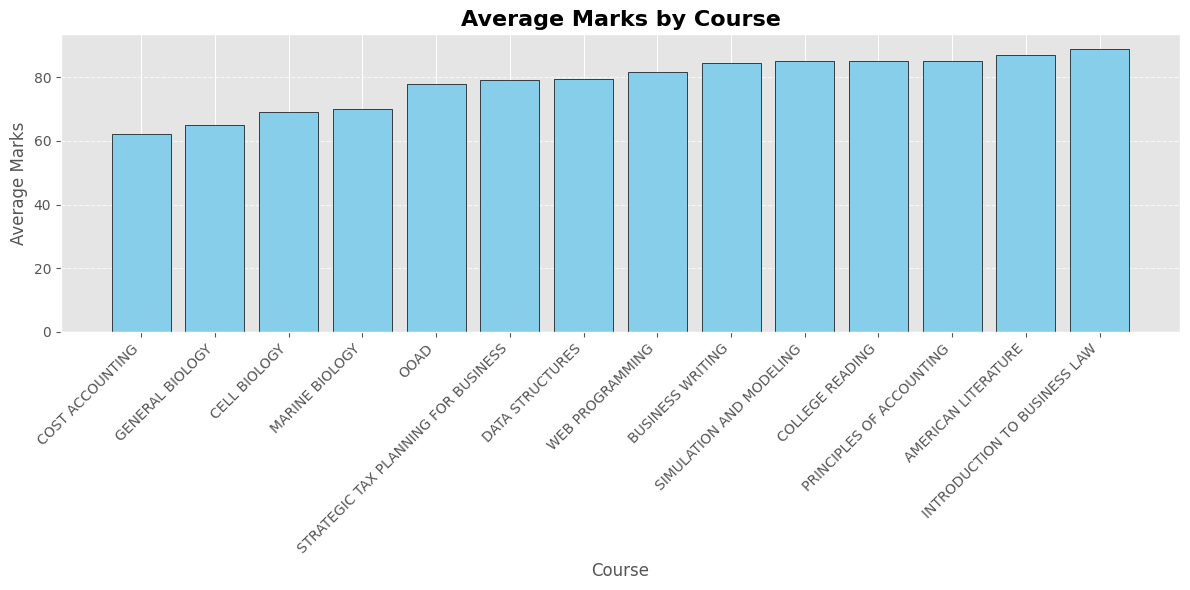 Average Marks by Course
Average Marks
80
60
40
20
0
COST ACCOUNTING
GENERAL BIOLOGY
CELL BIOLOGY
MARINE BIOLOGY
OOAD
STRATEGIC TAX PLANNING FOR BUSINESS
DATA STRUCTURES
WEB PROGRAMMING
BUSINESS WRITING
SIMULATION AND MODELING
COLLEGE READING
PRINCIPLES OF ACCOUNTING
AMERICAN LITERATURE
INTRODUCTION TO BUSINESS LAW
Course